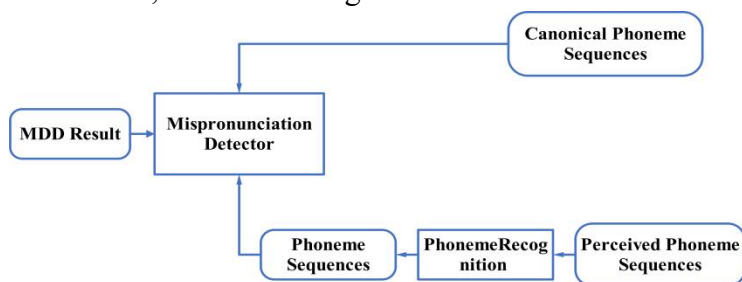 Canonical Phoneme
Sequences
MDD Result
Mispronunciation
Detector
Phoneme
Sequences
PhonemeRecog
nition
Perceived Phoneme
Sequences